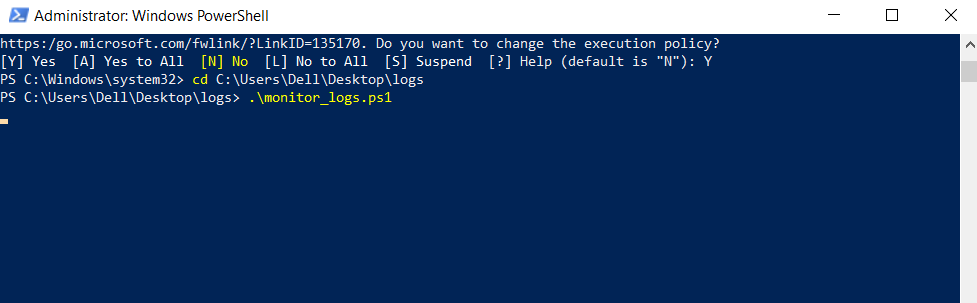 Administrator: Windows PowerShell
https:/go.microsoft.com/fwlink/?LinkID=135170. Do you want to change the execution policy?
[Y] Yes  [A] Yes to All  [N] No  [L] No to All  [S] Suspend  [?] Help (default is "N"): Y
PS C:\Windows\system32> cd C:\Users\Dell\Desktop\logs
PS C:\Users\Dell\Desktop\logs> .\monitor_logs.ps1